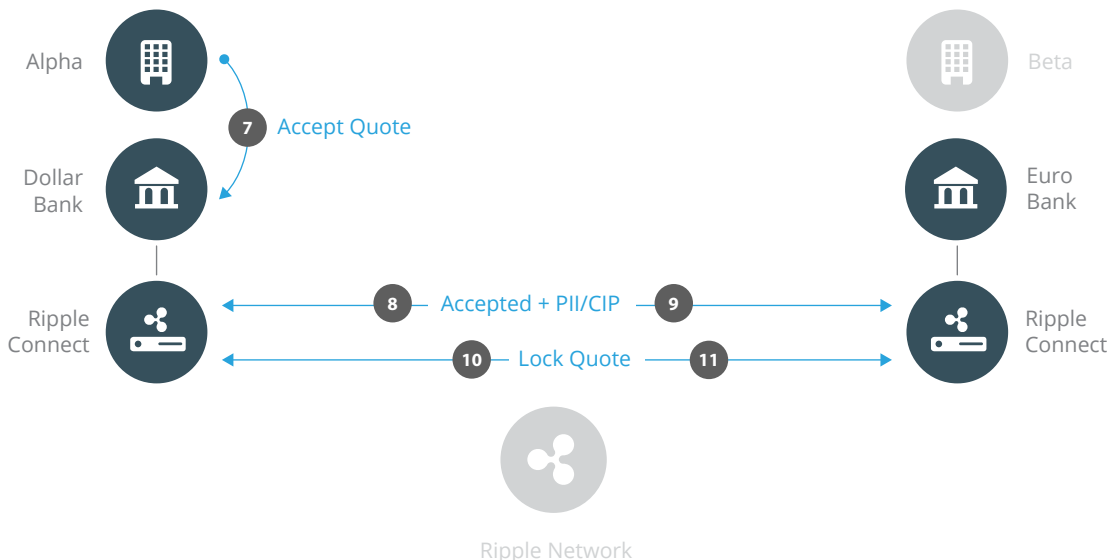 Alpha
Beta
7
Accept Quote
Dollar
Bank
Euro
Bank
Ripple
Connect
8
Accepted + PII/CIP
9
Ripple
Connect
10
Lock Quote
11
Ripple Network